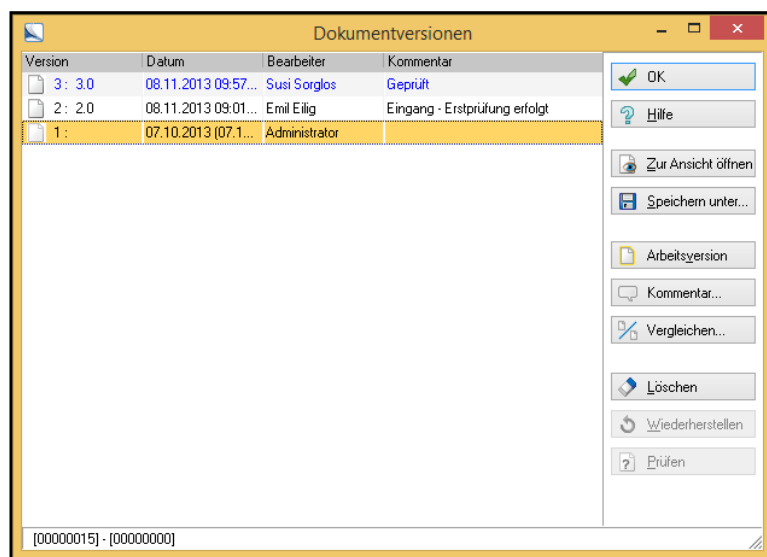 Dokumentversionen
Version Datum Bearbeiter Kommentar
3 : 3.0 08.11.2013 09:57... Susi Sorglos Geprüft
2 : 2.0 08.11.2013 09:01... Emil Eilig Eingang - Erstprüfung erfolgt
1 : 07.10.2013 (07.1... Administrator
OK
Hilfe
Zur Ansicht öffnen
Speichern unter...
Arbeitsversion
Kommentar...
Vergleichen...
Löschen
Wiederherstellen
Prüfen
[00000015] - [00000000]